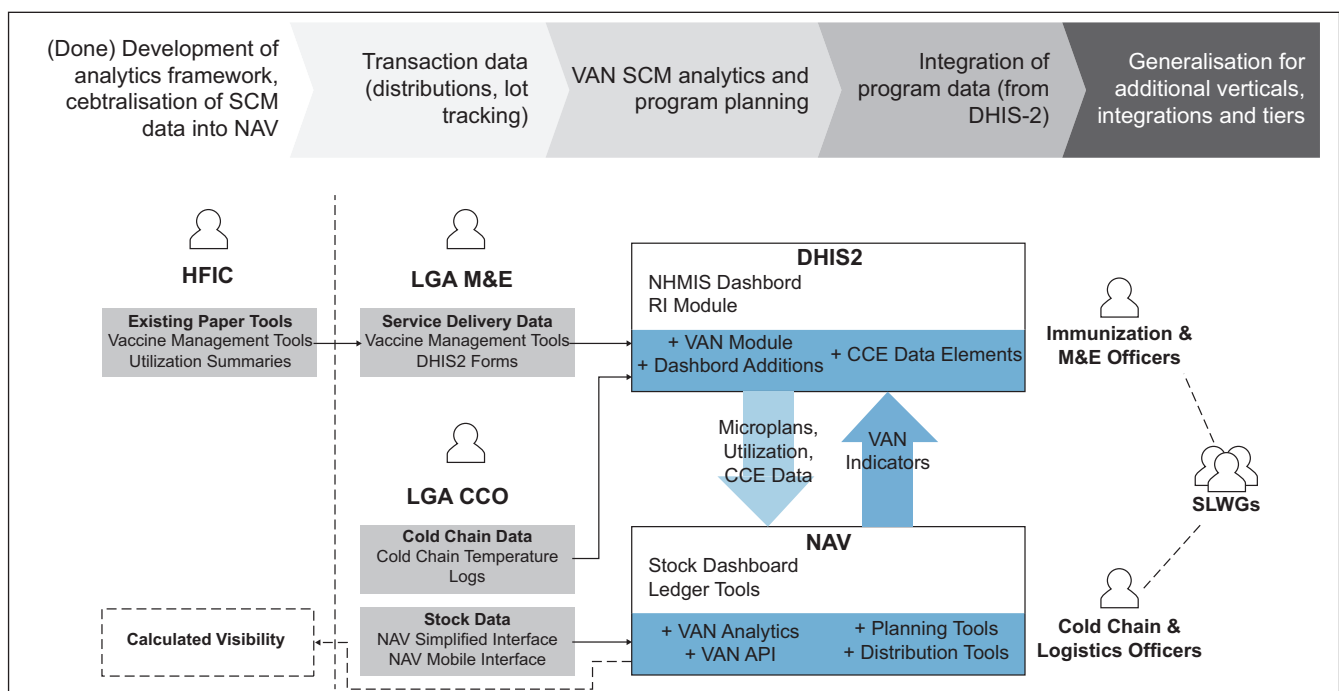 (Done) Development of
analytics framework,
cebtralisation of SCM
data into NAV
Transaction data
(distributions, lot
tracking)
VAN SCM analytics and
program planning
Integration of
program data (from
DHIS-2)
Generalisation for
additional verticals,
integrations and tiers
HFIC
Existing Paper Tools
Vaccine Management Tools
Utilization Summaries
LGA M&E
Service Delivery Data
Vaccine Management Tools
DHIS2 Forms
LGA CCO
Cold Chain Data
Cold Chain Temperature
Logs
Stock Data
NAV Simplified Interface
NAV Mobile Interface
Calculated Visibility
DHIS2
NHMIS Dashbord
RI Module
+ VAN Module
+ Dashbord Additions
+ CCE Data Elements
Microplans,
Utilization,
CCE Data
VAN
Indicators
NAV
Stock Dashboard
Ledger Tools
+ VAN Analytics
+ VAN API
+ Planning Tools
+ Distribution Tools
Immunization &
M&E Officers
SLWGs
Cold Chain &
Logistics Officers